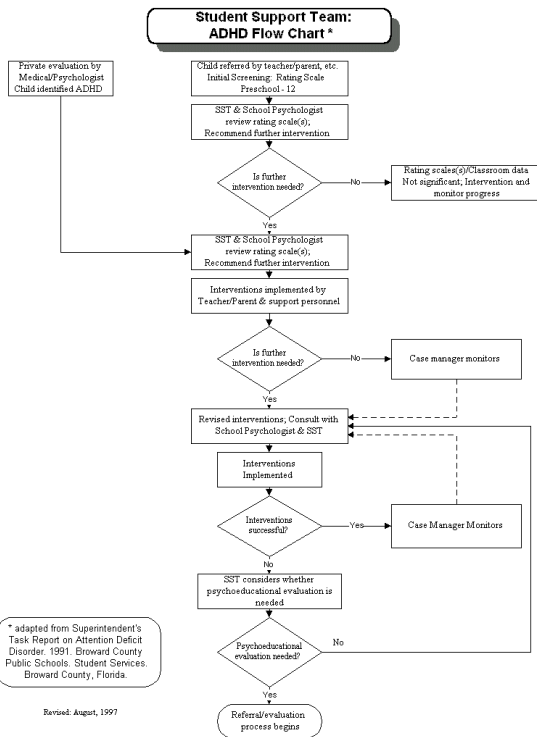 Student Support Team:
ADHD Flow Chart *
Private evaluation by
Medical/Psychologist
Child identified ADHD
Child referred by teacher/parent, etc.
Initial Screening: Rating Scale
Preschool - 12
SST & School Psychologist
review rating scale(s);
Recommend further intervention
Is further
intervention needed?
No
Rating scales(s)/Classroom data
Not significant; Intervention and
monitor progress
Yes
SST & School Psychologist
review rating scale(s);
Recommend further intervention
Interventions implemented by
Teacher/Parent & support personnel
Is further
intervention needed?
No
Case manager monitors
Yes
Revised interventions; Consult with
School Psychologist & SST
Interventions
Implemented
Interventions
successful?
Yes
Case Manager Monitors
No
SST considers whether
psychoeducational evaluation is
needed
Psychoeducational
evaluation needed?
No
Yes
Referral/evaluation
process begins
* adapted from Superintendent's
Task Report on Attention Deficit
Disorder. 1991. Broward County
Public Schools. Student Services.
Broward County, Florida.
Revised: August, 1997